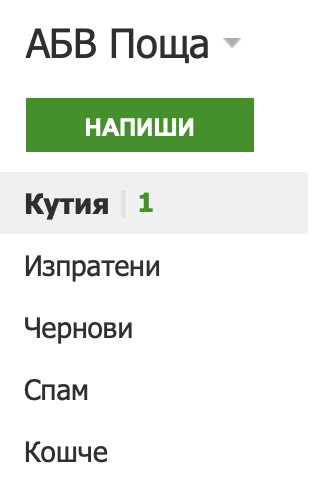 АБВ Поща
НАПИШИ
Кутия 1
Изпратени
Чернови
Спам
Кошче